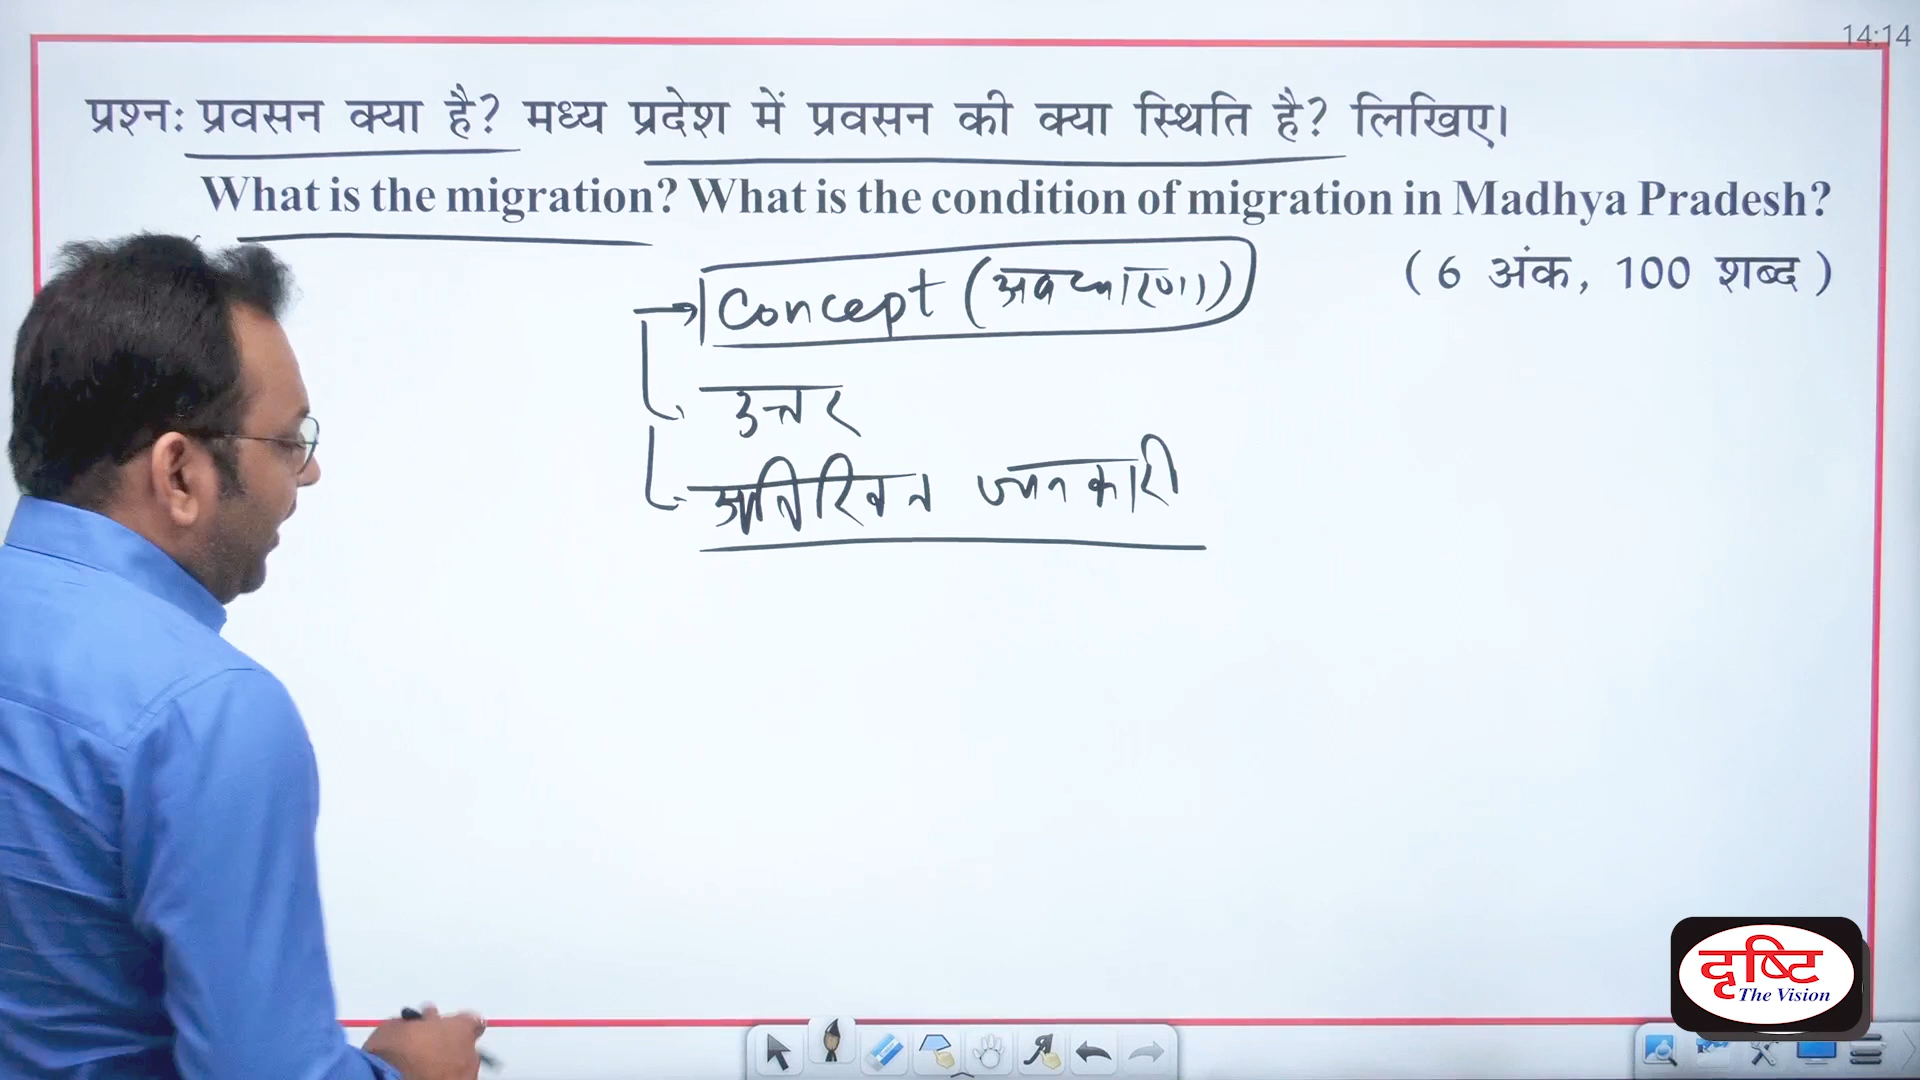 14:14
प्रश्न: प्रवसन क्या है? मध्य प्रदेश में प्रवसन की क्या स्थिति है? लिखिए।
What is the migration? What is the condition of migration in Madhya Pradesh?
( 6 अंक, 100 शब्द )
Concept (अवधारणा)
उत्तर
अतिरिक्त जानकारी
दृष्टि
The Vision